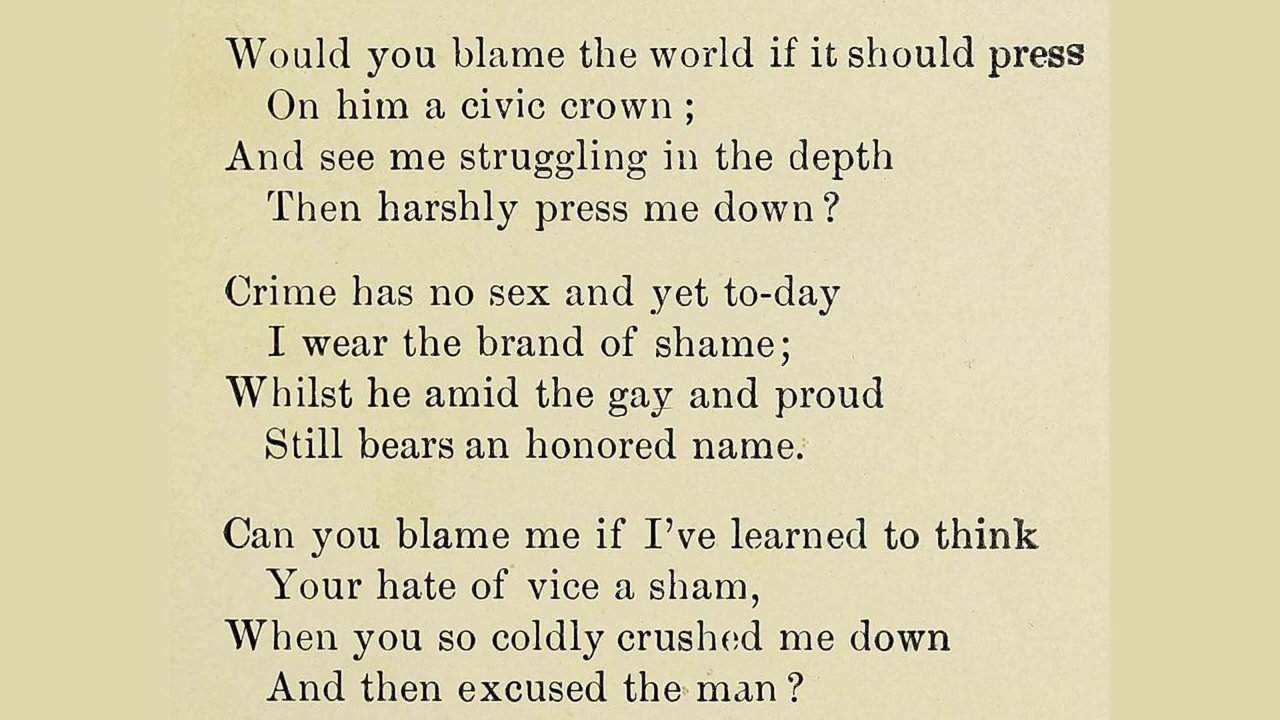 Would you blame the world if it should press
On him a civic crown ;
And see me struggling in the depth
Then harshly press me down ?
Crime has no sex and yet to-day
I wear the brand of shame;
Whilst he amid the gay and proud
Still bears an honored name.
Can you blame me if I've learned to think
Your hate of vice a sham,
When you so coldly crushed me down
And then excused the man ?